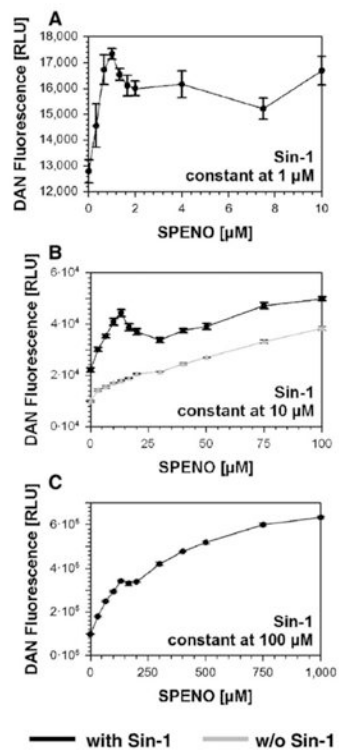 A
DAN Fluorescence [RLU]
18,000
17,000
16,000
15,000
14,000
13,000
12,000
Sin-1
constant at 1 µM
0 2 4 6 8 10
SPENO [µM]
B
DAN Fluorescence [RLU]
6·10⁴
4·10⁴
2·10⁴
0·10⁴
Sin-1
constant at 10 µM
0 25 50 75 100
SPENO [µM]
C
DAN Fluorescence [RLU]
6·10⁵
4·10⁵
2·10⁵
0·10⁵
Sin-1
constant at 100 µM
0 250 500 750 1,000
SPENO [µM]
with Sin-1 w/o Sin-1